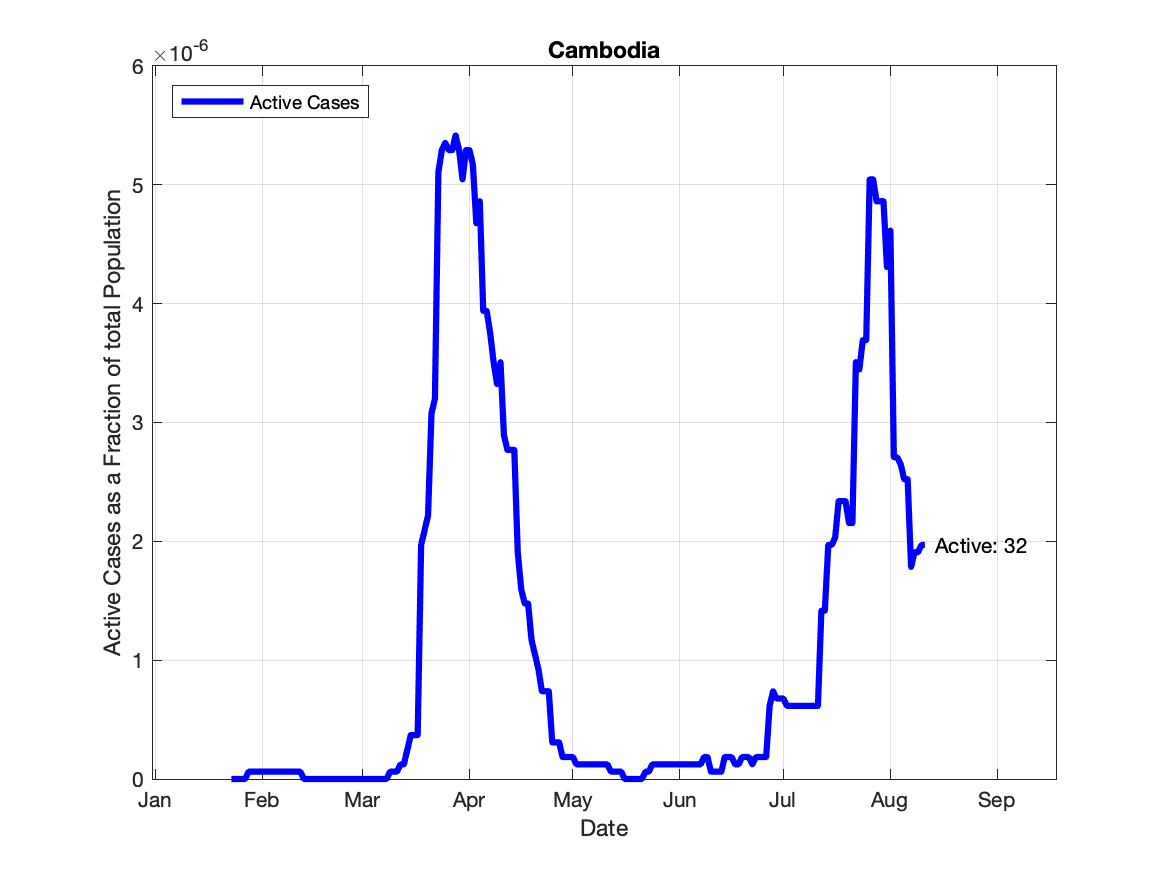 Cambodia
×10-6
Active Cases
6
5
4
3
2
1
0
Active Cases as a Fraction of total Population
Active: 32
Jan Feb Mar Apr May Jun Jul Aug Sep
Date